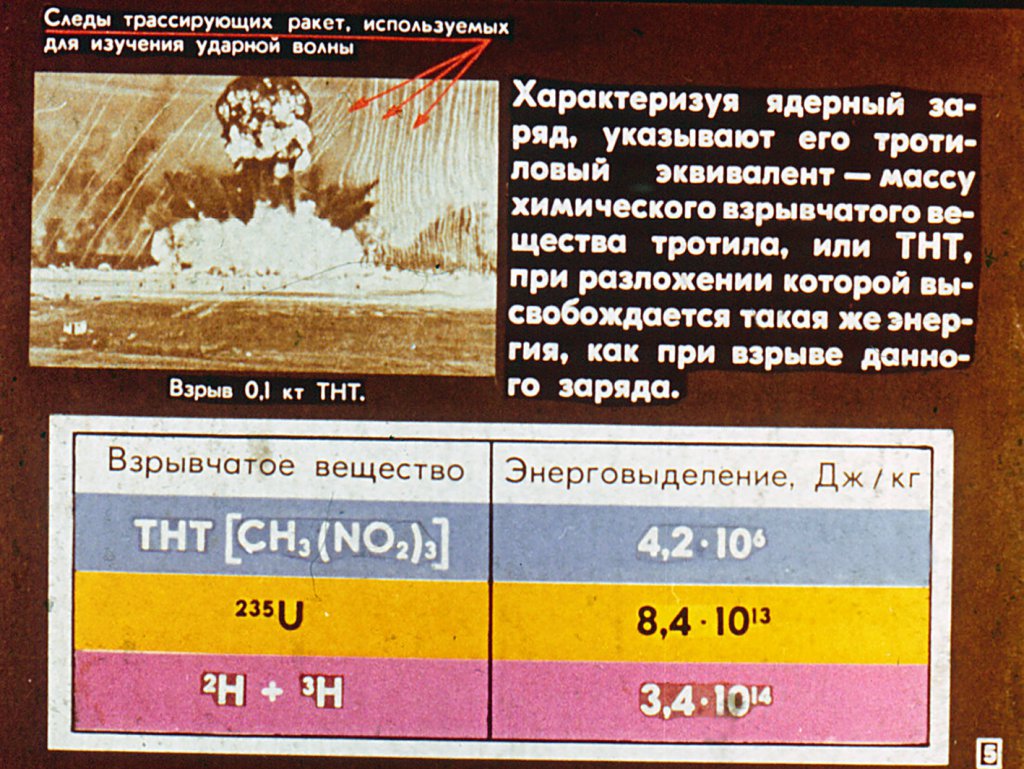 Следы трассирующих ракет, используемых
для изучения ударной волны
Характеризуя ядерный за-
ряд, указывают его троти-
ловый эквивалент — массу
химического взрывчатого ве-
щества тротила, или ТНТ,
при разложении которой вы-
свобождается такая же энер-
гия, как при взрыве данно-
го заряда.
Взрыв 0,1 кт ТНТ.
Взрывчатое вещество Энерговыделение, Дж / кг
ТНТ [CH₃(NO₂)₃] 4,2·10⁶
²³⁵U 8,4·10¹³
²H + ³H 3,4·10¹⁴
5